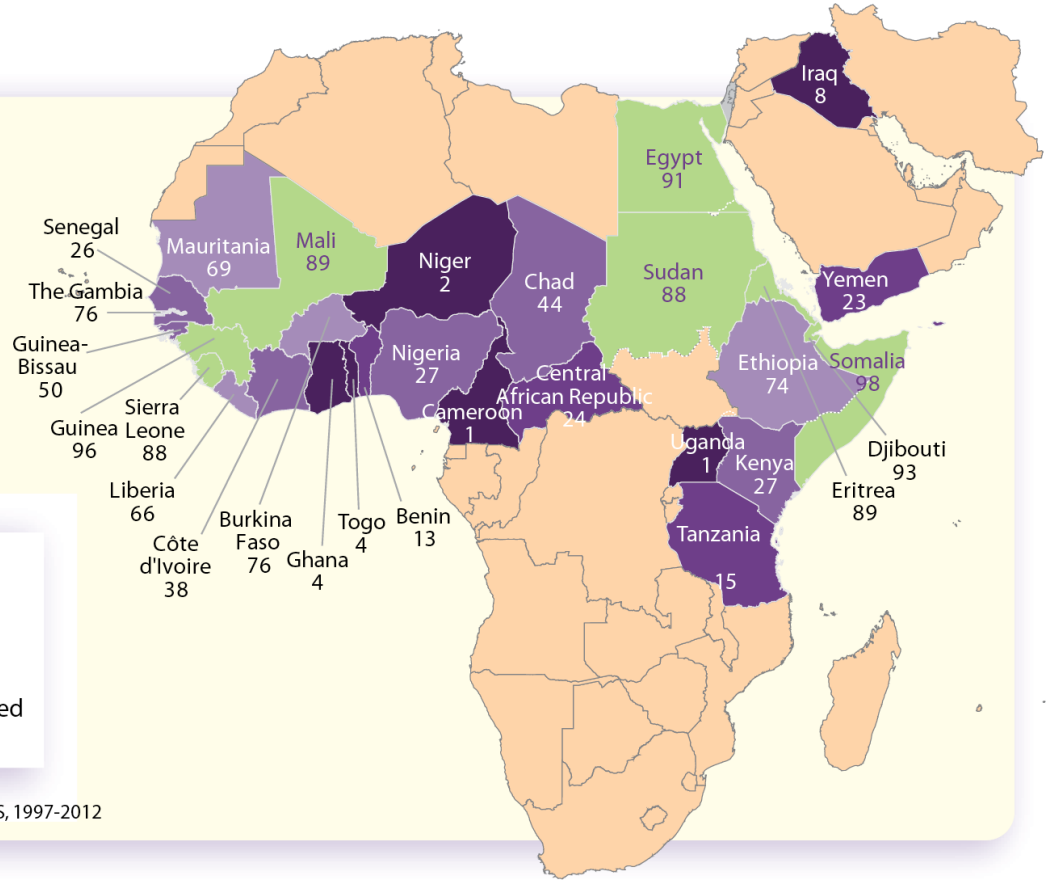 Iraq
8
Egypt
91
Senegal
26
Mauritania
69
Mali
89
Niger
2
Chad
44
Sudan
88
Yemen
23
The Gambia
76
Guinea-
Bissau
50
Nigeria
27
Ethiopia
74
Somalia
98
Central
African Republic
24
Cameroon
1
Uganda
1
Kenya
27
Guinea
96
Sierra
Leone
88
Djibouti
93
Eritrea
89
Liberia
66
Côte
d'Ivoire
38
Burkina
Faso
76
Ghana
4
Togo
4
Benin
13
Tanzania
15
ed
S, 1997-2012